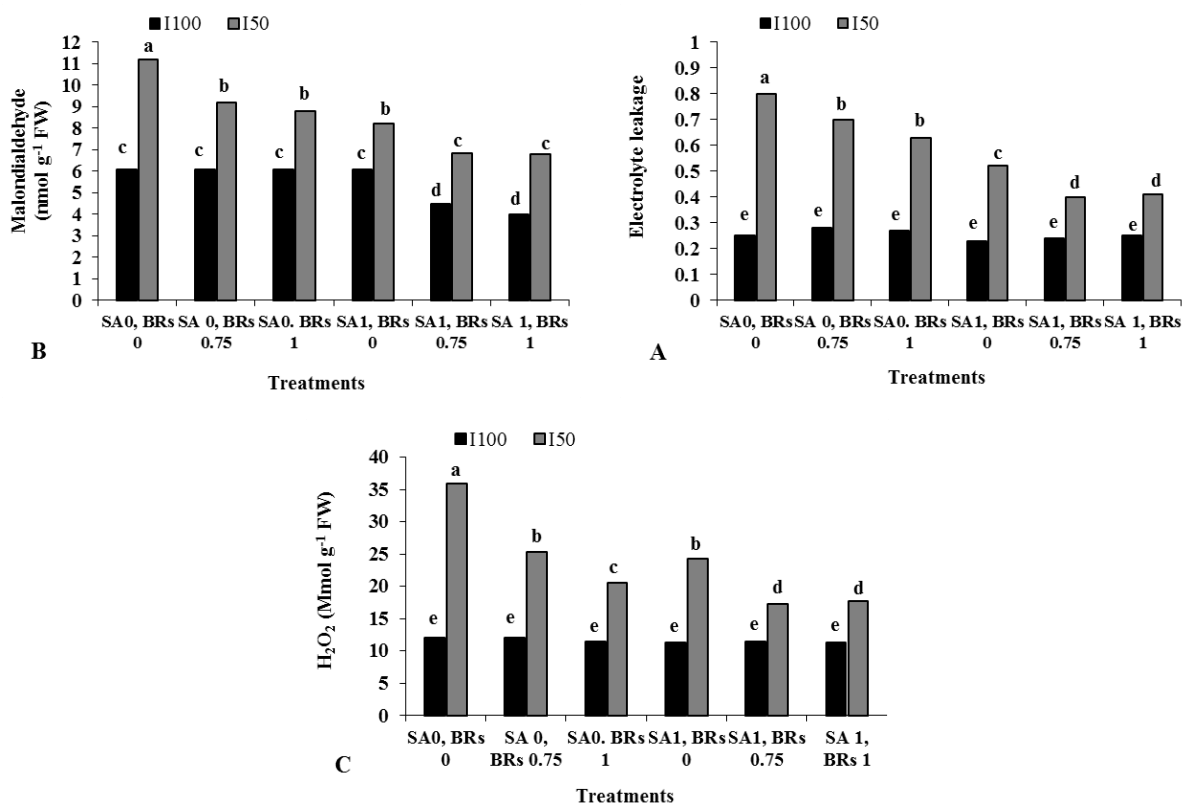 I100 I50
Malondialdehyde
(nmol g-1 FW)
12
11
10
9
8
7
6
5
4
3
2
1
0
a
b
b
b
c
c
c
c
c
c
d
d
SA0, BRs SA 0, BRs SA0. BRs SA1, BRs SA1, BRs SA 1, BRs
0 0.75 1 0 0.75 1
B
Treatments
I100 I50
Electrolyte leakage
1
0.9
0.8
0.7
0.6
0.5
0.4
0.3
0.2
0.1
0
a
b
b
c
d
d
e
e
e
e
e
e
SA0, BRs SA 0, BRs SA0. BRs SA1, BRs SA1, BRs SA 1, BRs
0 0.75 1 0 0.75 1
A
Treatments
I100 I50
H2O2 (Mmol g-1 FW)
40
35
30
25
20
15
10
5
0
a
b
c
b
d
d
e
e
e
e
e
e
SA0, BRs SA 0, SA0. BRs SA1, BRs SA1, BRs SA 1,
0 BRs 0.75 1 0 0.75 BRs 1
C
Treatments